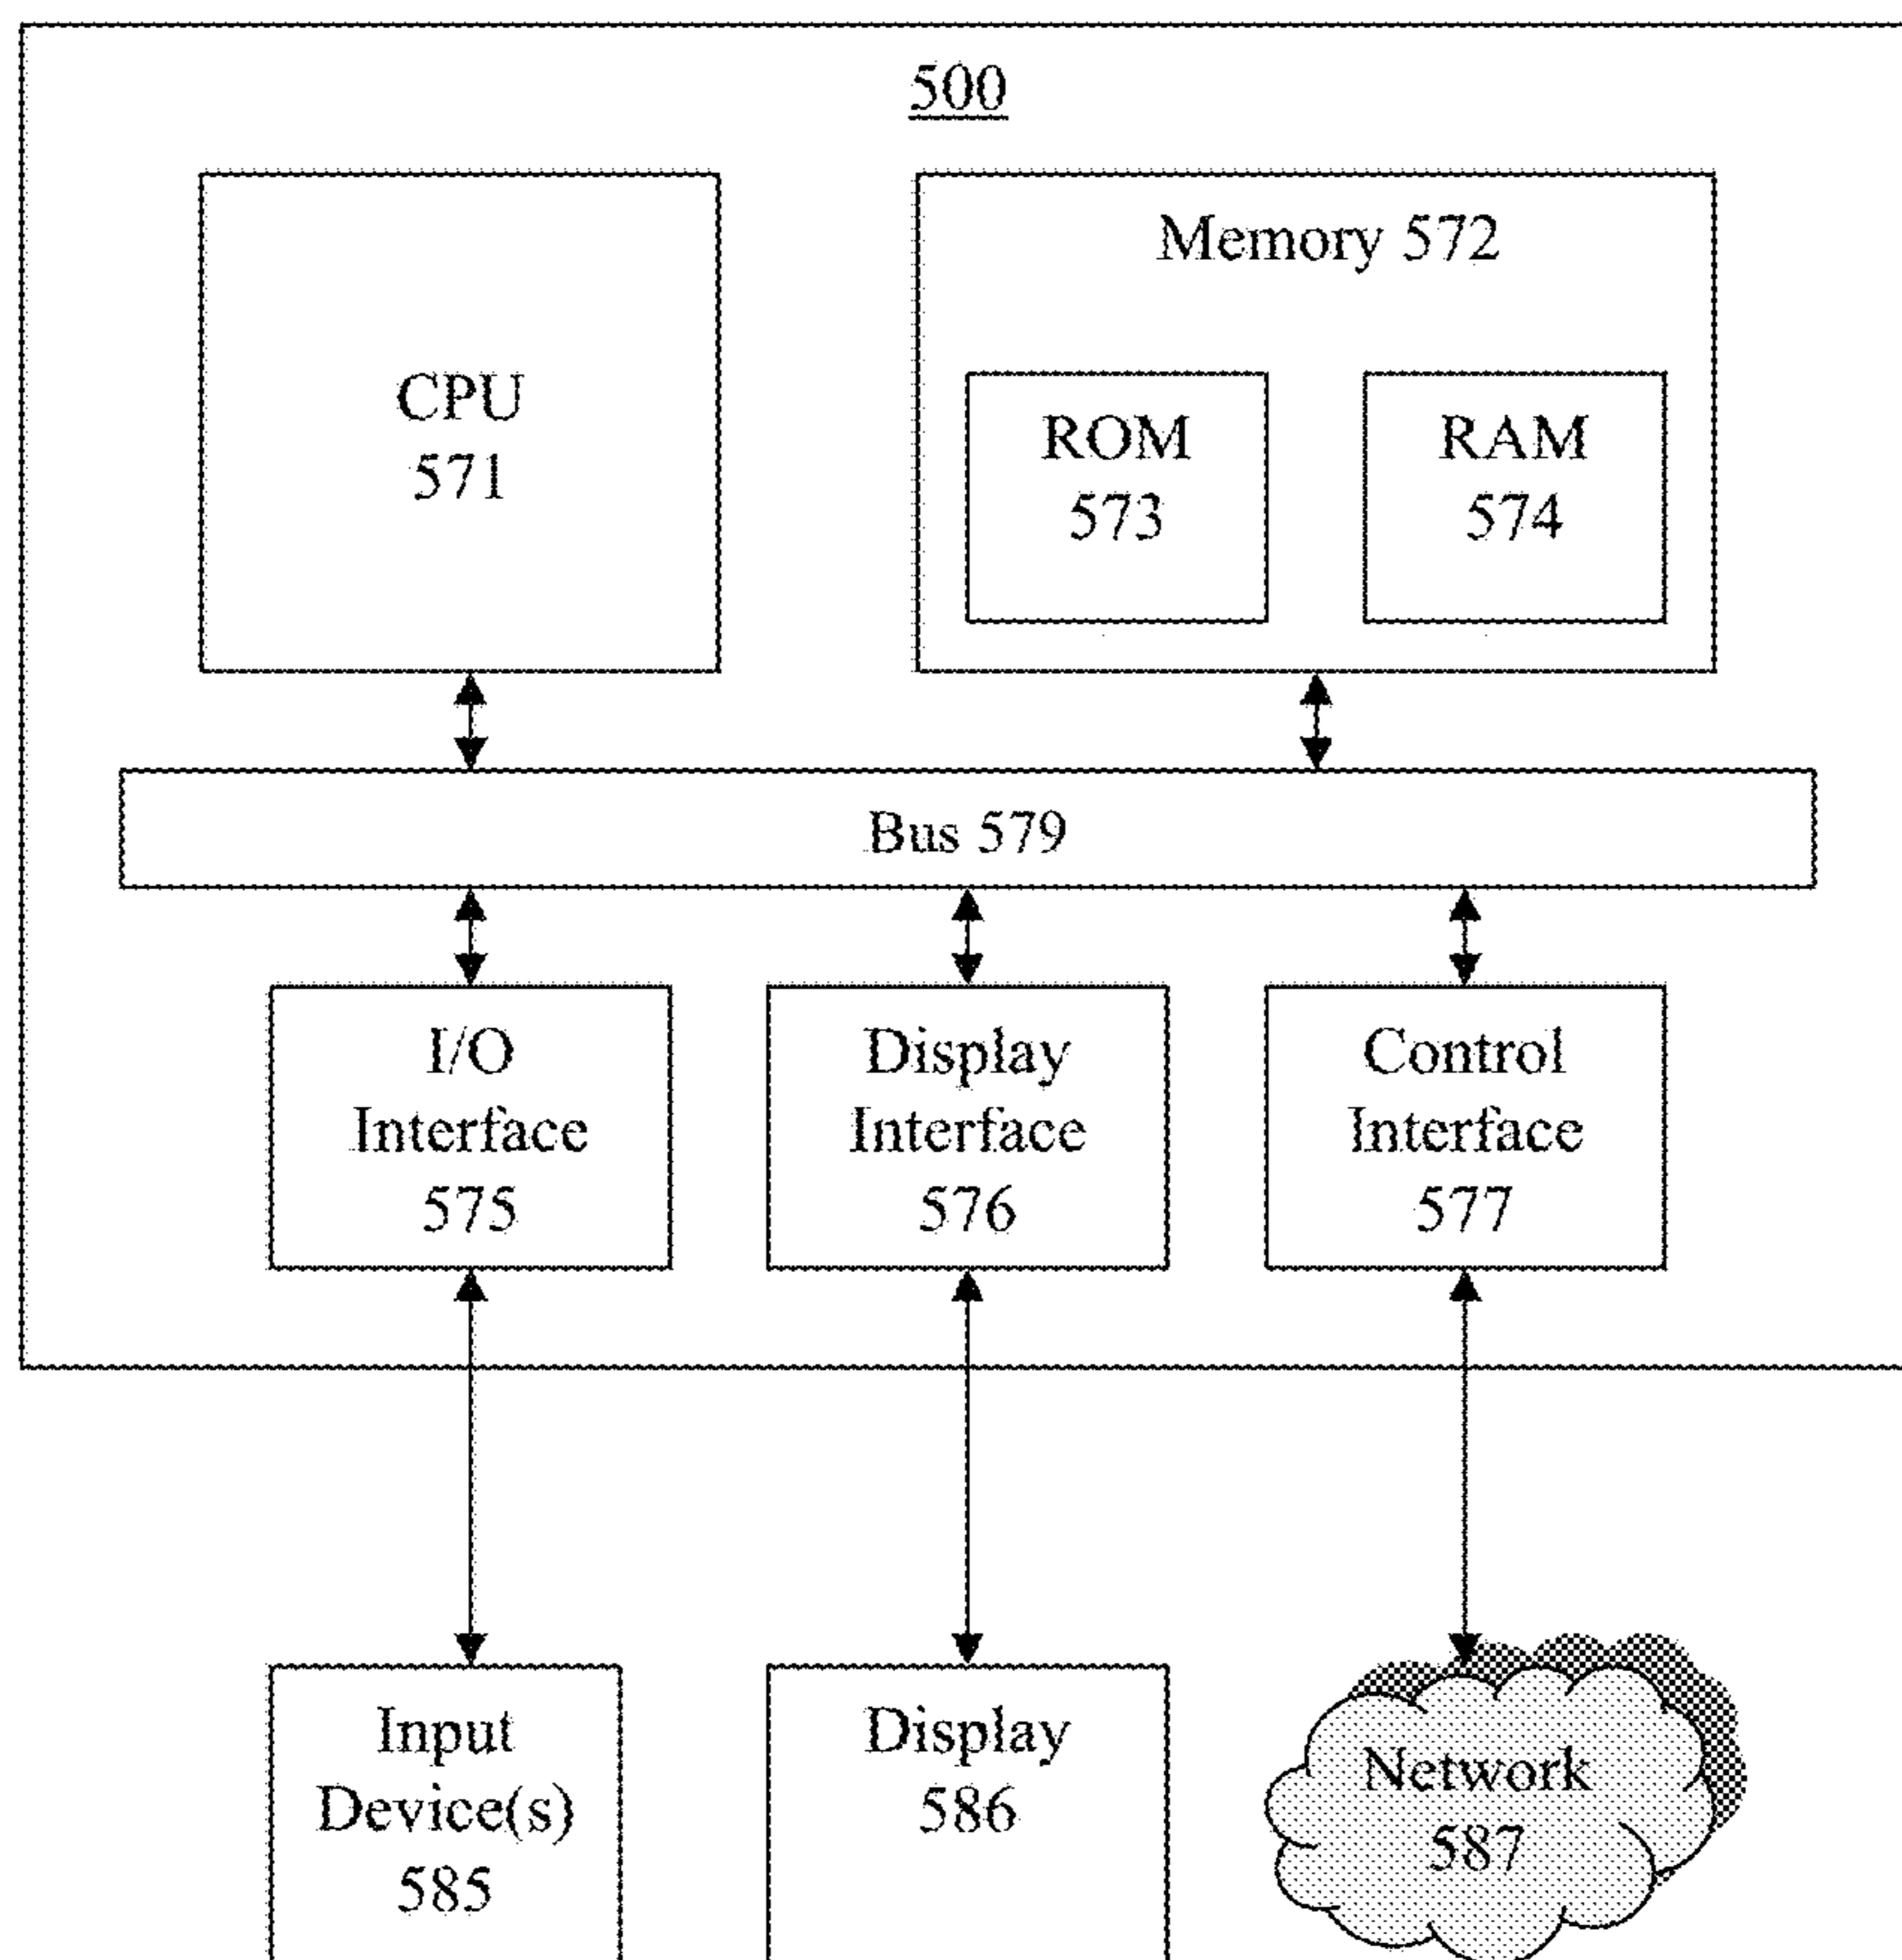 500
CPU
571
Memory 572
ROM
573
RAM
574
Bus 579
I/O
Interface
575
Display
Interface
576
Control
Interface
577
Input
Device(s)
585
Display
586
Network
587